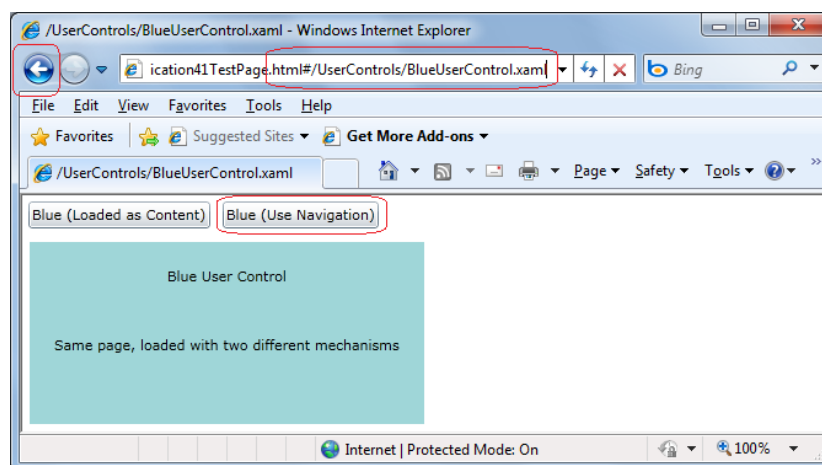 /UserControls/BlueUserControl.xaml - Windows Internet Explorer
ication41TestPage.html#/UserControls/BlueUserControl.xaml Bing
File Edit View Favorites Tools Help
Favorites Suggested Sites Get More Add-ons
/UserControls/BlueUserControl.xaml Page Safety Tools
Blue (Loaded as Content) Blue (Use Navigation)
Blue User Control
Same page, loaded with two different mechanisms
Internet | Protected Mode: On 100%